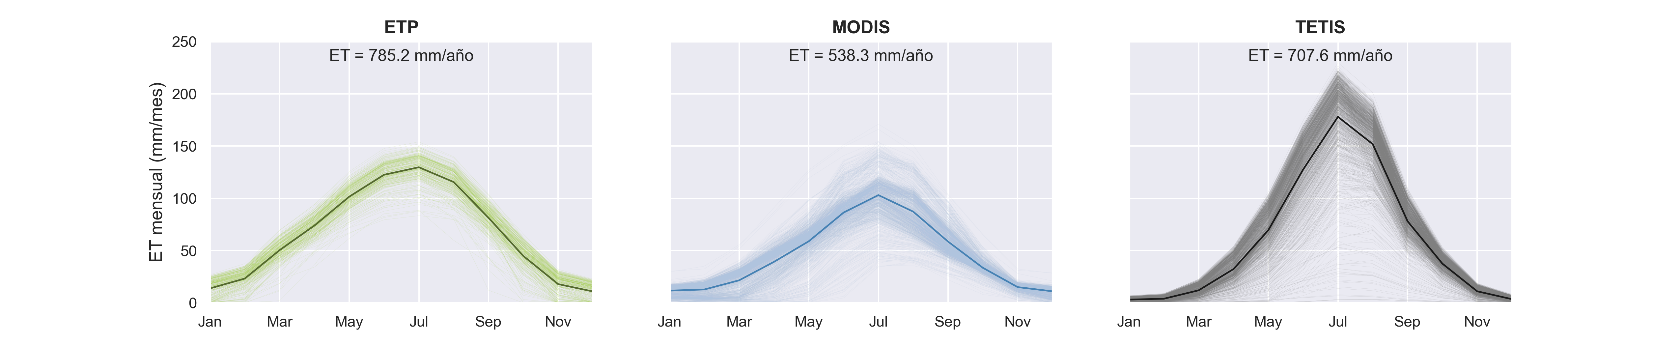 ETP
MODIS
TETIS
ET = 785.2 mm/año
ET = 538.3 mm/año
ET = 707.6 mm/año
ET mensual (mm/mes)
250
200
150
100
50
0
Jan Mar May Jul Sep Nov
Jan Mar May Jul Sep Nov
Jan Mar May Jul Sep Nov